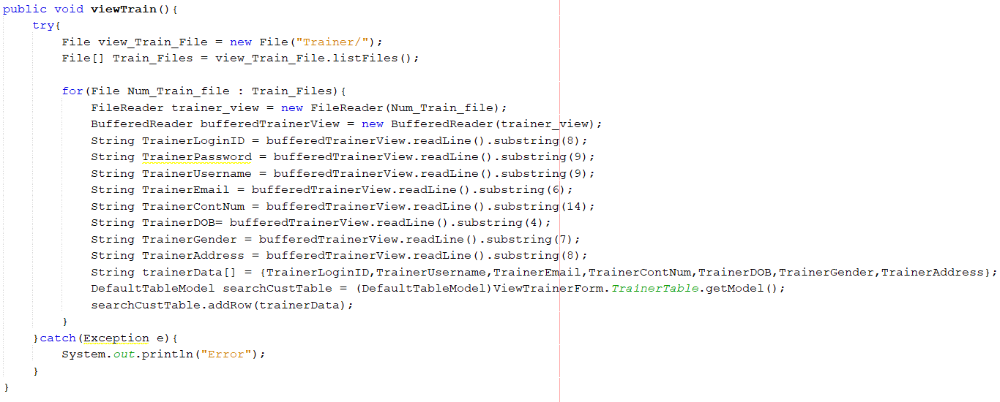 public void viewTrain(){
    try{
        File view_Train_File = new File("Trainer/");
        File[] Train_Files = view_Train_File.listFiles();

        for(File Num_Train_file : Train_Files){
            FileReader trainer_view = new FileReader(Num_Train_file);
            BufferedReader bufferedTrainerView = new BufferedReader(trainer_view);
            String TrainerLoginID = bufferedTrainerView.readLine().substring(8);
            String TrainerPassword = bufferedTrainerView.readLine().substring(9);
            String TrainerUsername = bufferedTrainerView.readLine().substring(9);
            String TrainerEmail = bufferedTrainerView.readLine().substring(6);
            String TrainerContNum = bufferedTrainerView.readLine().substring(14);
            String TrainerDOB= bufferedTrainerView.readLine().substring(4);
            String TrainerGender = bufferedTrainerView.readLine().substring(7);
            String TrainerAddress = bufferedTrainerView.readLine().substring(8);
            String trainerData[] = {TrainerLoginID,TrainerUsername,TrainerEmail,TrainerContNum,TrainerDOB,TrainerGender,TrainerAddress};
            DefaultTableModel searchCustTable = (DefaultTableModel)ViewTrainerForm.TrainerTable.getModel();
            searchCustTable.addRow(trainerData);
        }
    }catch(Exception e){
        System.out.println("Error");
    }
}